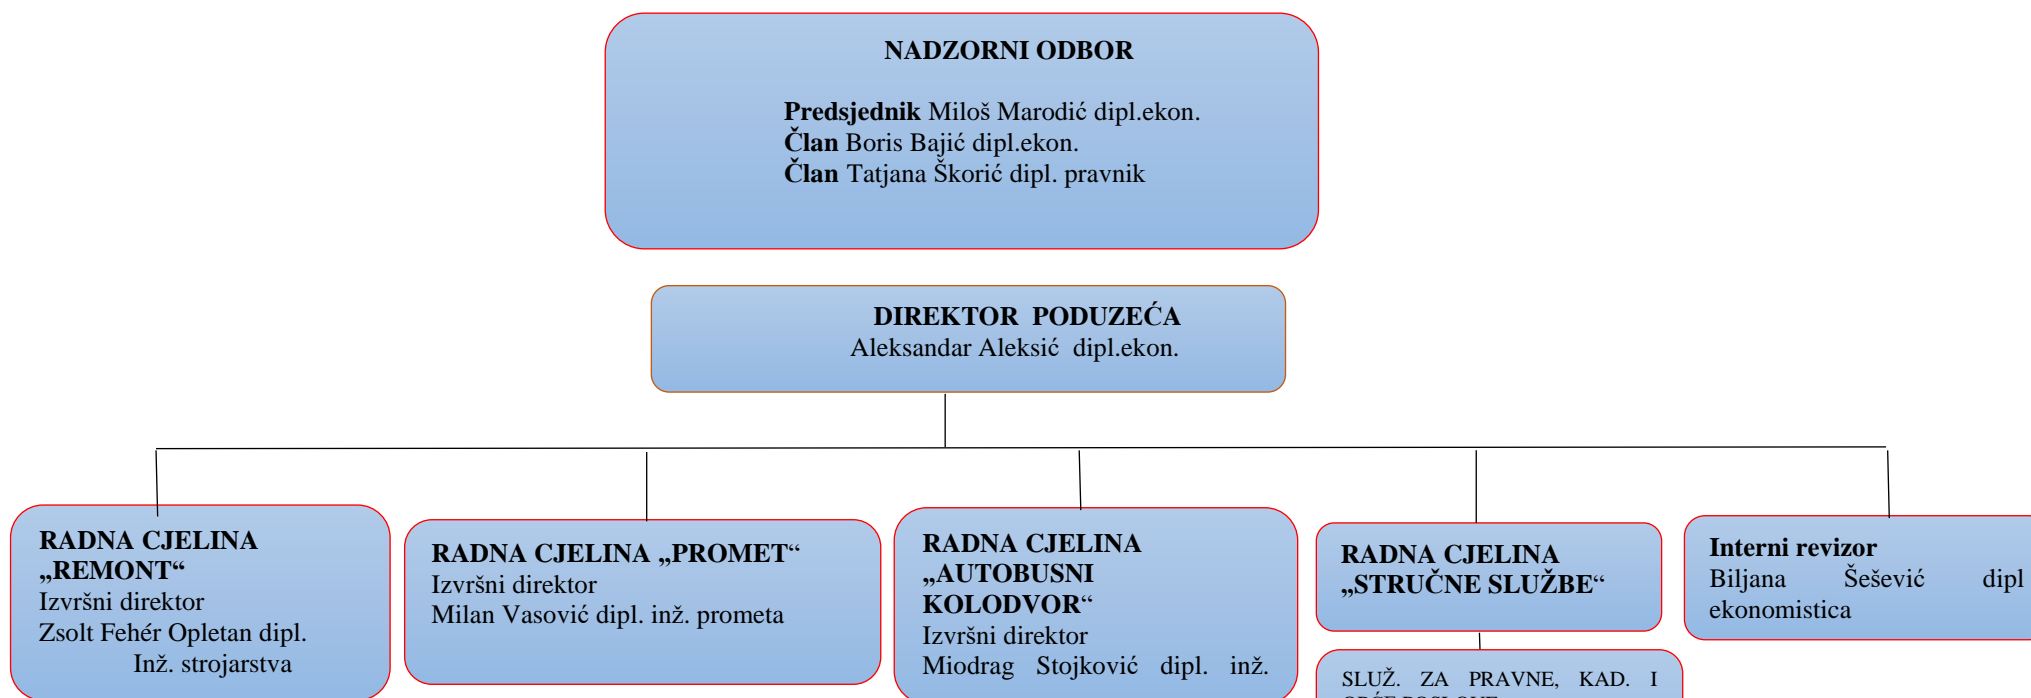 NADZORNI ODBOR
Predsjednik Miloš Marodić dipl.ekon.
Član Boris Bajić dipl.ekon.
Član Tatjana Škorić dipl. pravnik
DIREKTOR PODUZEĆA
Aleksandar Aleksić dipl.ekon.
RADNA CJELINA
„REMONT“
Izvršni direktor
Zsolt Fehér Opletan dipl.
Inž. strojarstva
RADNA CJELINA „PROMET“
Izvršni direktor
Milan Vasović dipl. inž. prometa
RADNA CJELINA
„AUTOBUSNI
KOLODVOR“
Izvršni direktor
Miodrag Stojković dipl. inž.
RADNA CJELINA
„STRUČNE SLUŽBE“
SLUŽ. ZA PRAVNE, KAD. I
Interni revizor
Biljana Šešević dipl
ekonomistica